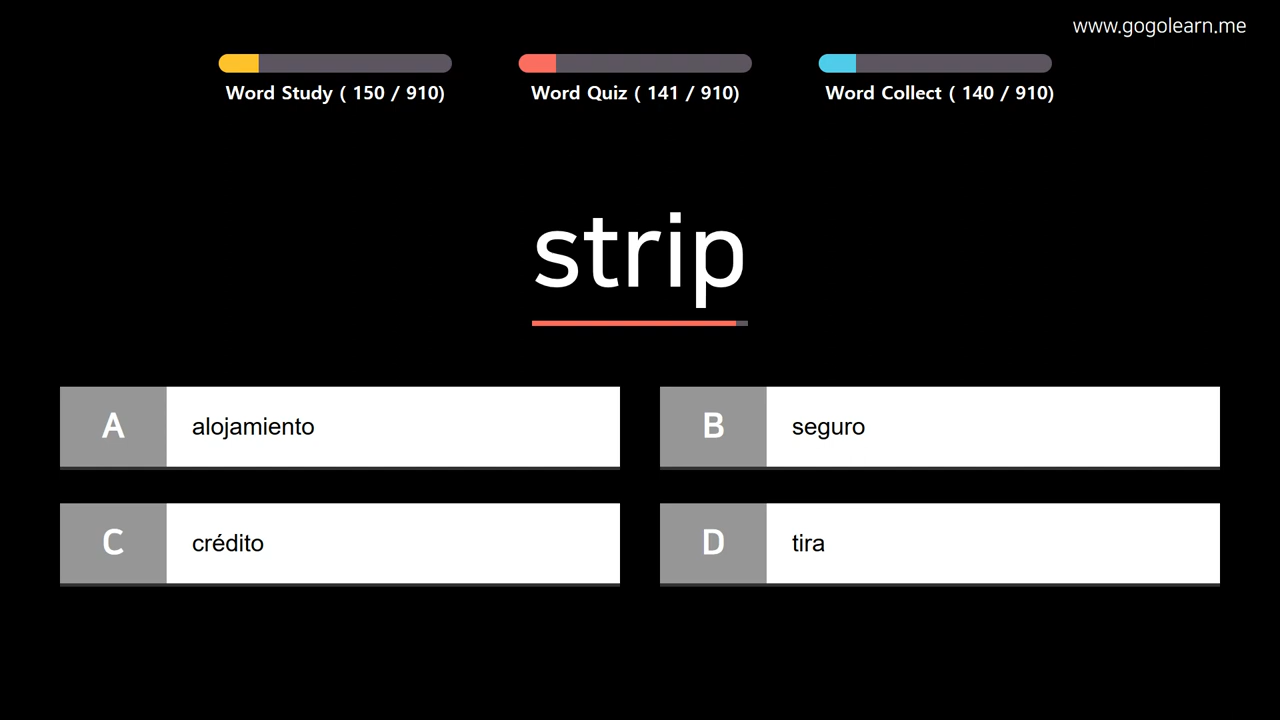 www.gogolearn.me
Word Study ( 150 / 910)
Word Quiz ( 141 / 910)
Word Collect ( 140 / 910)
strip
A alojamiento
B seguro
C crédito
D tira